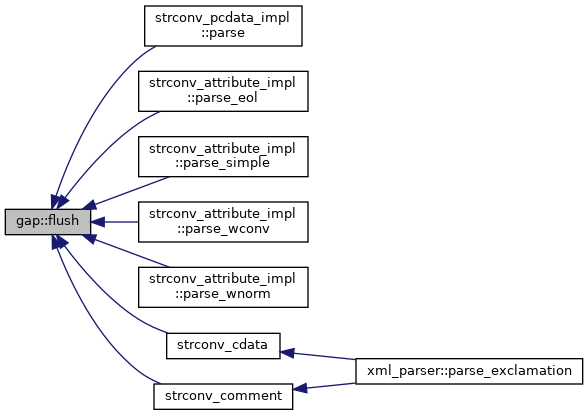 strconv_pcdata_impl
::parse
strconv_attribute_impl
::parse_eol
strconv_attribute_impl
::parse_simple
gap::flush
strconv_attribute_impl
::parse_wconv
strconv_attribute_impl
::parse_wnorm
strconv_cdata
xml_parser::parse_exclamation
strconv_comment